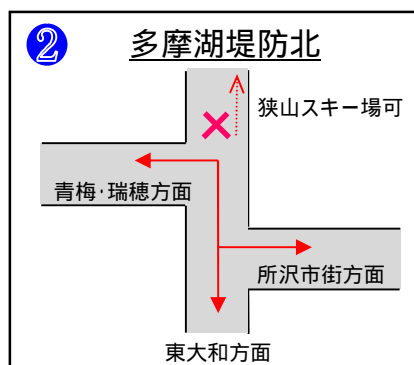 ❷ 多摩湖堤防北
狭山スキー場可
青梅・瑞穂方面
所沢市街方面
東大和方面